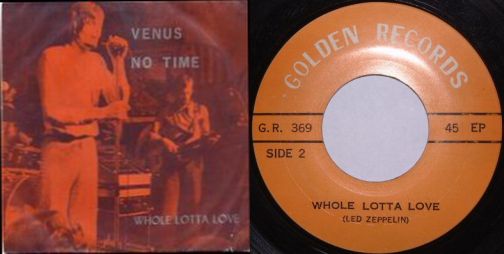 VENUS
NO TIME
WHOLE LOTTA LOVE
GOLDEN RECORDS
G.R. 369
45 EP
SIDE 2
WHOLE LOTTA LOVE
(LED ZEPPELIN)